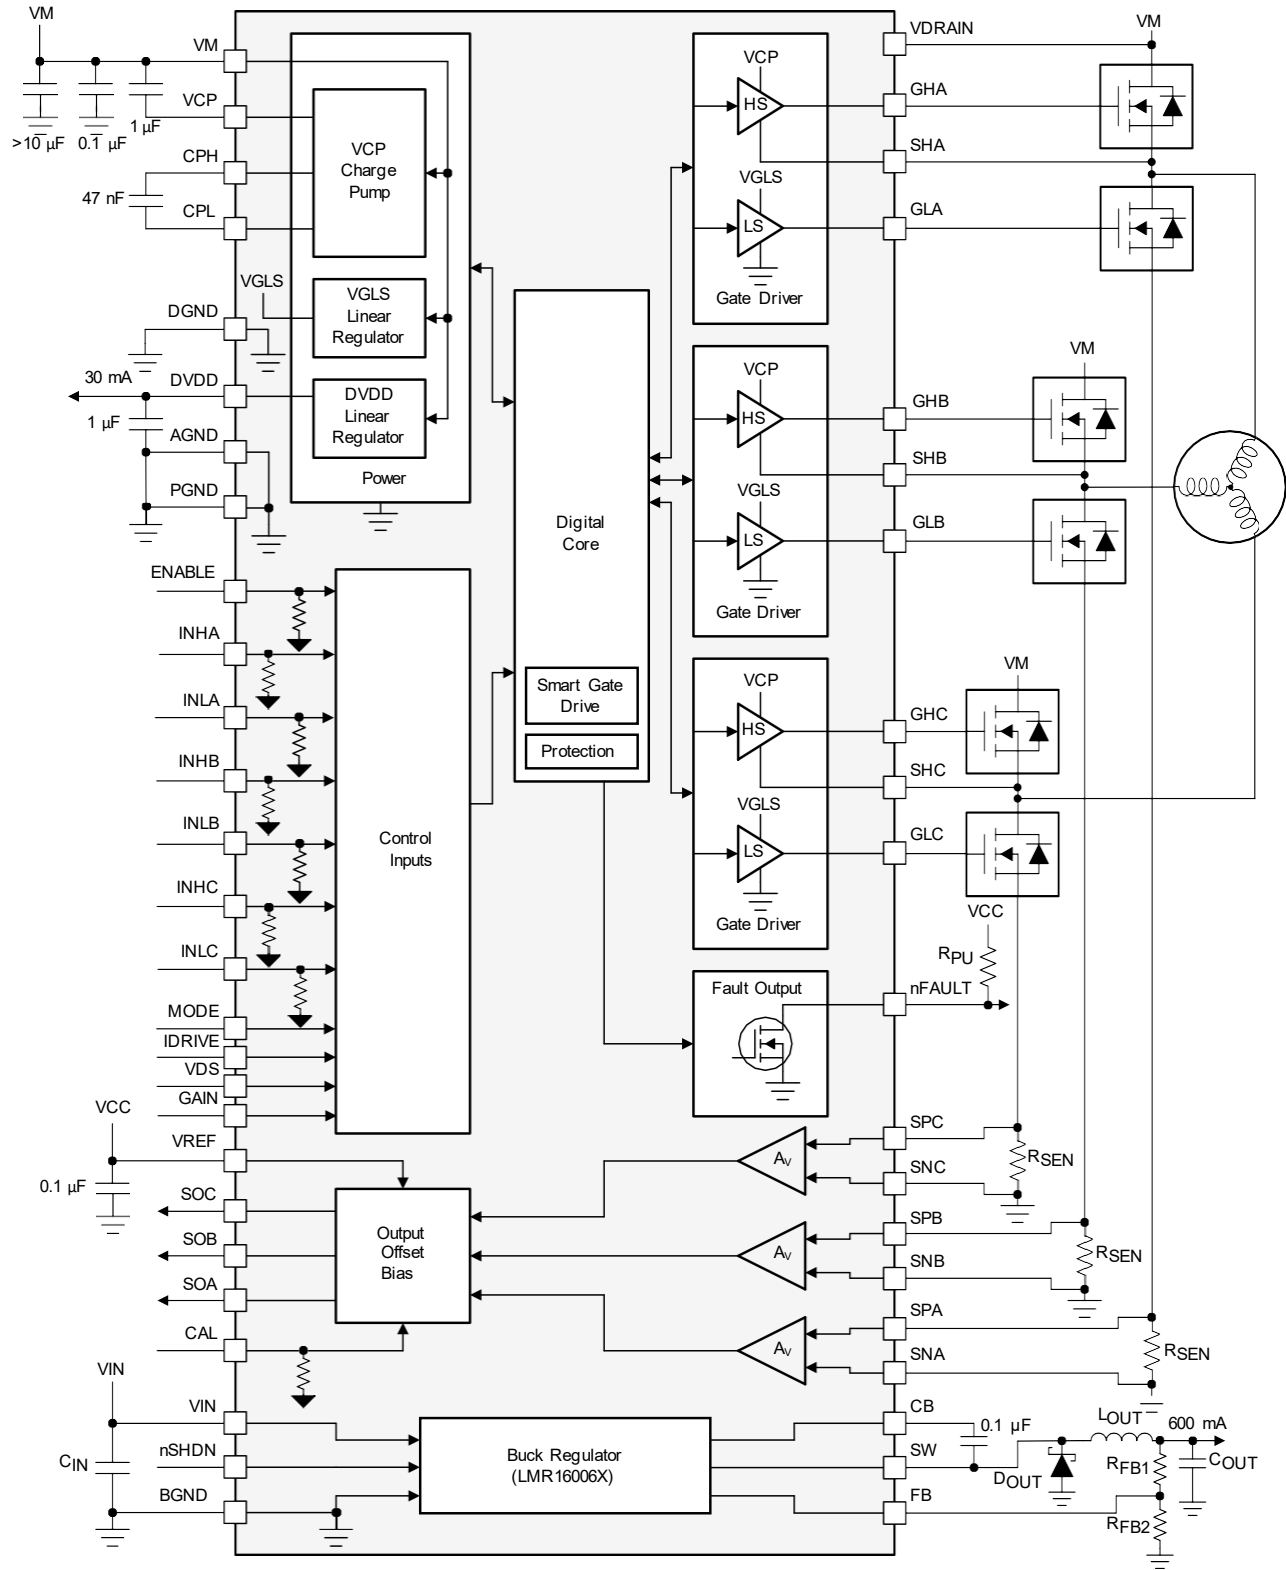 VM
VM
VDRAIN
VM
VCP
>10 µF
0.1 µF
1 µF
CPH
47 nF
CPL
VCP
Charge
Pump
VGLS
DGND
VGLS
Linear
Regulator
30 mA
DVDD
1 µF
AGND
PGND
DVDD
Linear
Regulator
Power
VCP
HS
VGLS
LS
Gate Driver
GHA
SHA
GLA
VCP
HS
VGLS
LS
Gate Driver
VM
GHB
SHB
GLB
Digital
Core
Smart Gate
Drive
Protection
VCP
HS
VGLS
LS
Gate Driver
VM
GHC
SHC
GLC
ENABLE
INHA
INLA
INHB
INLB
INHC
INLC
MODE
IDRIVE
VDS
GAIN
Control
Inputs
VCC
RPU
Fault Output
nFAULT
VCC
VREF
0.1 µF
SOC
SOB
SOA
CAL
Output
Offset
Bias
AV
AV
AV
SPC
SNC
RSEN
SPB
SNB
RSEN
SPA
SNA
RSEN
VIN
VIN
CIN
nSHDN
BGND
Buck Regulator
(LMR16006X)
CB
0.1 µF
SW
FB
DOUT
LOUT
600 mA
RFB1
COUT
RFB2